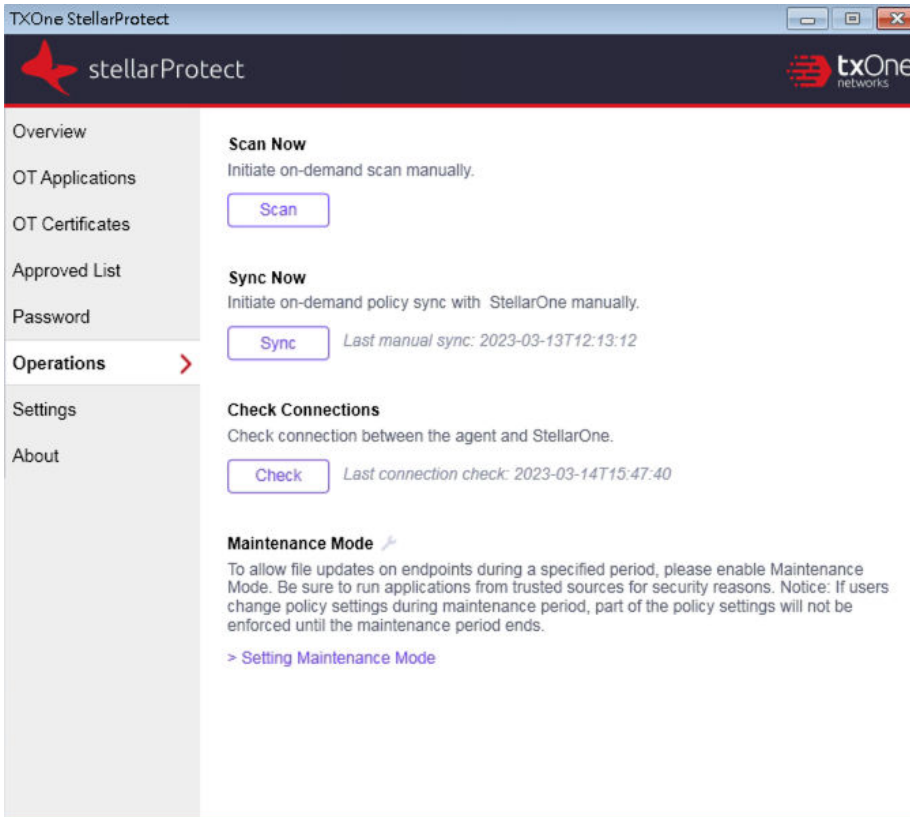 TXOne StellarProtect
stellarProtect
txOne
networks
Overview
OT Applications
OT Certificates
Approved List
Password
Operations
Settings
About
Scan Now
Initiate on-demand scan manually.
Scan
Sync Now
Initiate on-demand policy sync with StellarOne manually.
Sync
Last manual sync: 2023-03-13T12:13:12
Check Connections
Check connection between the agent and StellarOne.
Check
Last connection check: 2023-03-14T15:47:40
Maintenance Mode
To allow file updates on endpoints during a specified period, please enable Maintenance
Mode. Be sure to run applications from trusted sources for security reasons. Notice: If users
change policy settings during maintenance period, part of the policy settings will not be
enforced until the maintenance period ends.
> Setting Maintenance Mode